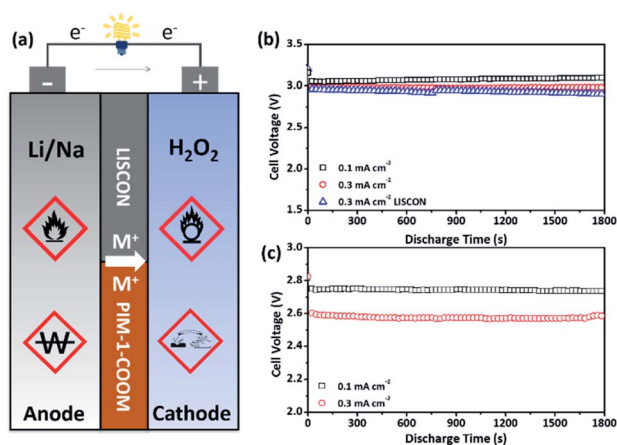 (a)
e⁻
e⁻
-
+
Li/Na
H₂O₂
LISCON
M⁺
M⁺
PIM-1-COOM
W
Anode
Cathode
(b)
Cell Voltage (V)
3.5
3.0
2.5
2.0
1.5
0.1 mA cm⁻²
0.3 mA cm⁻²
0.3 mA cm⁻² LISCON
0 300 600 900 1200 1500 1800
Discharge Time (s)
(c)
Cell Voltage (V)
3.0
2.8
2.6
2.4
2.2
2.0
0.1 mA cm⁻²
0.3 mA cm⁻²
0 300 600 900 1200 1500 1800
Discharge Time (s)